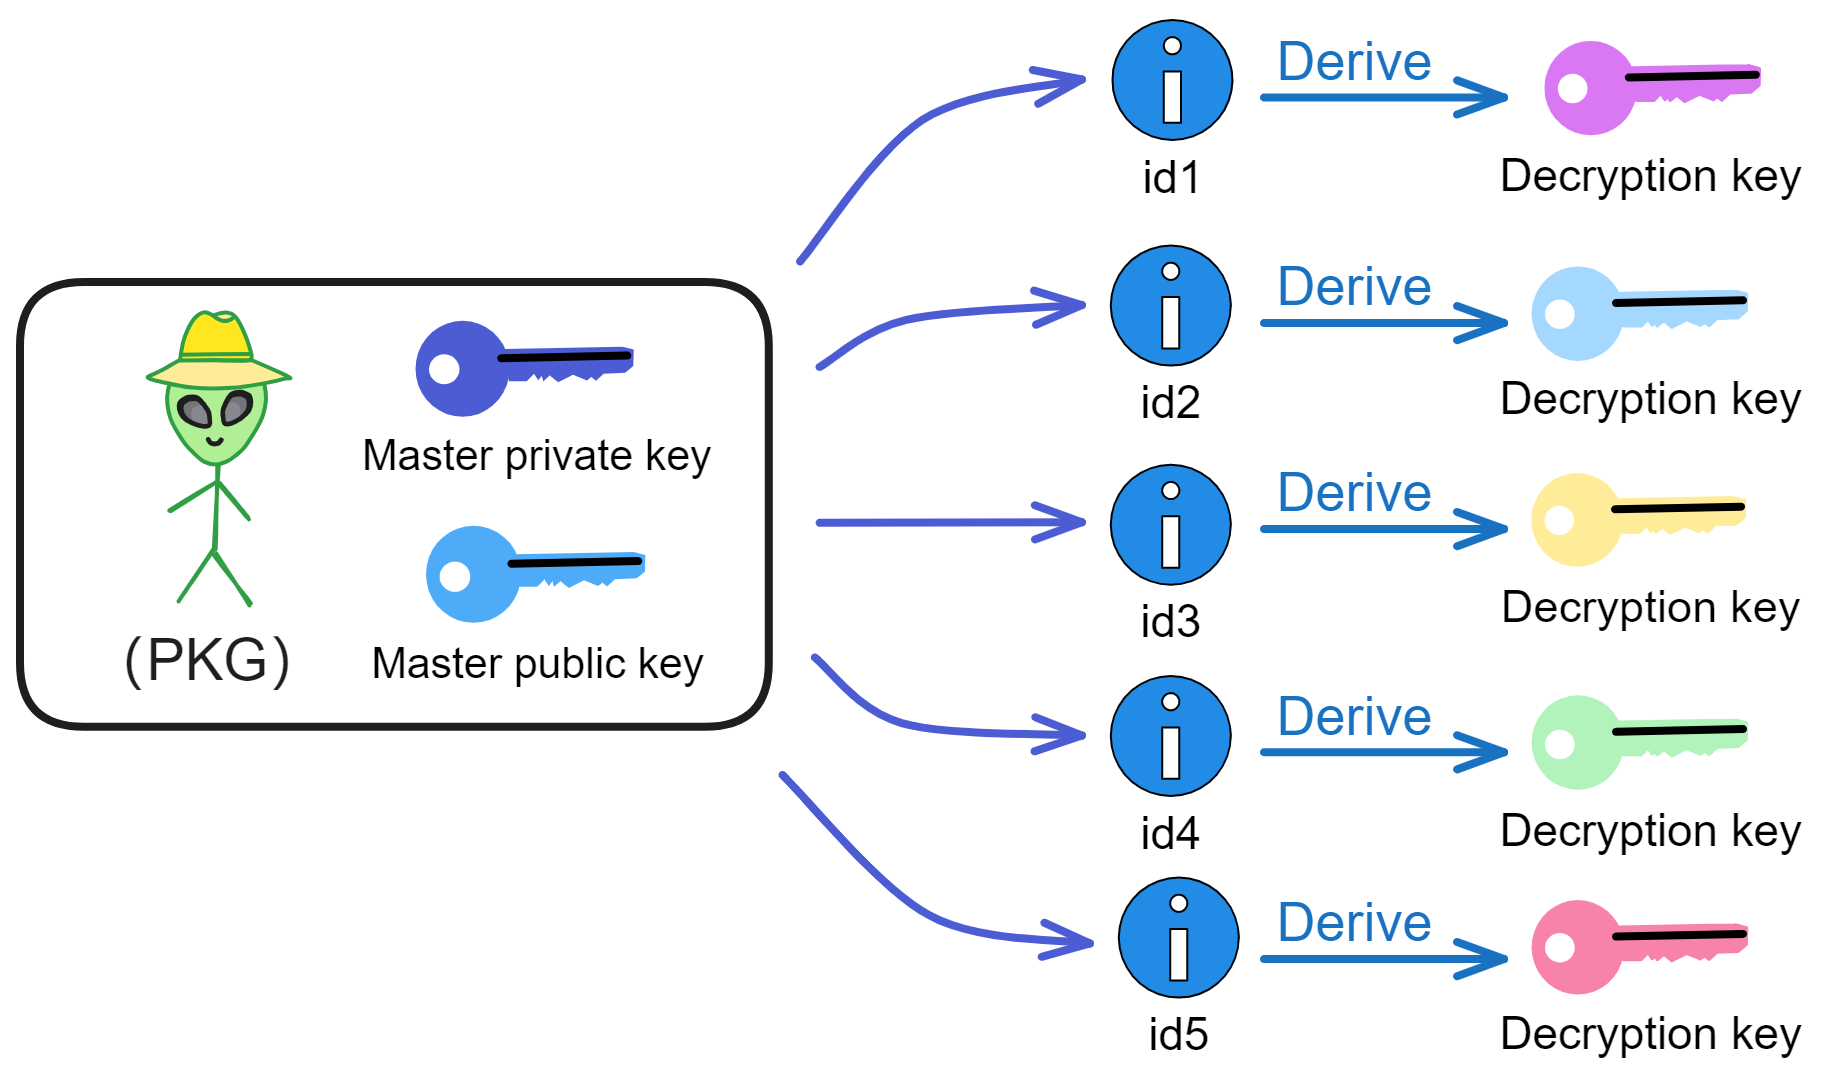 Derive
id1
Decryption key
Derive
id2
Decryption key
Master private key
Derive
id3
Decryption key
(PKG)
Master public key
Derive
id4
Decryption key
Derive
id5
Decryption key